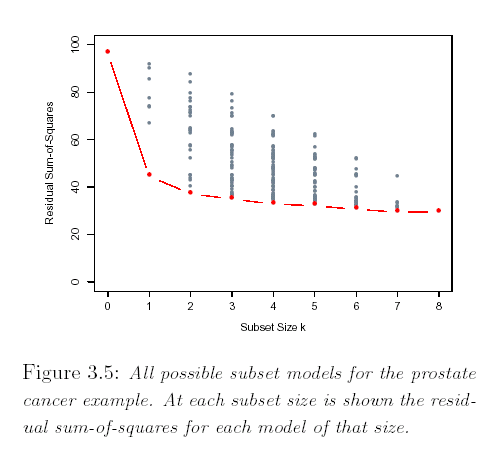 100
80
60
40
20
0
Residual Sum-of-Squares
0 1 2 3 4 5 6 7 8
Subset Size k
Figure 3.5: All possible subset models for the prostate
cancer example. At each subset size is shown the resid-
ual sum-of-squares for each model of that size.